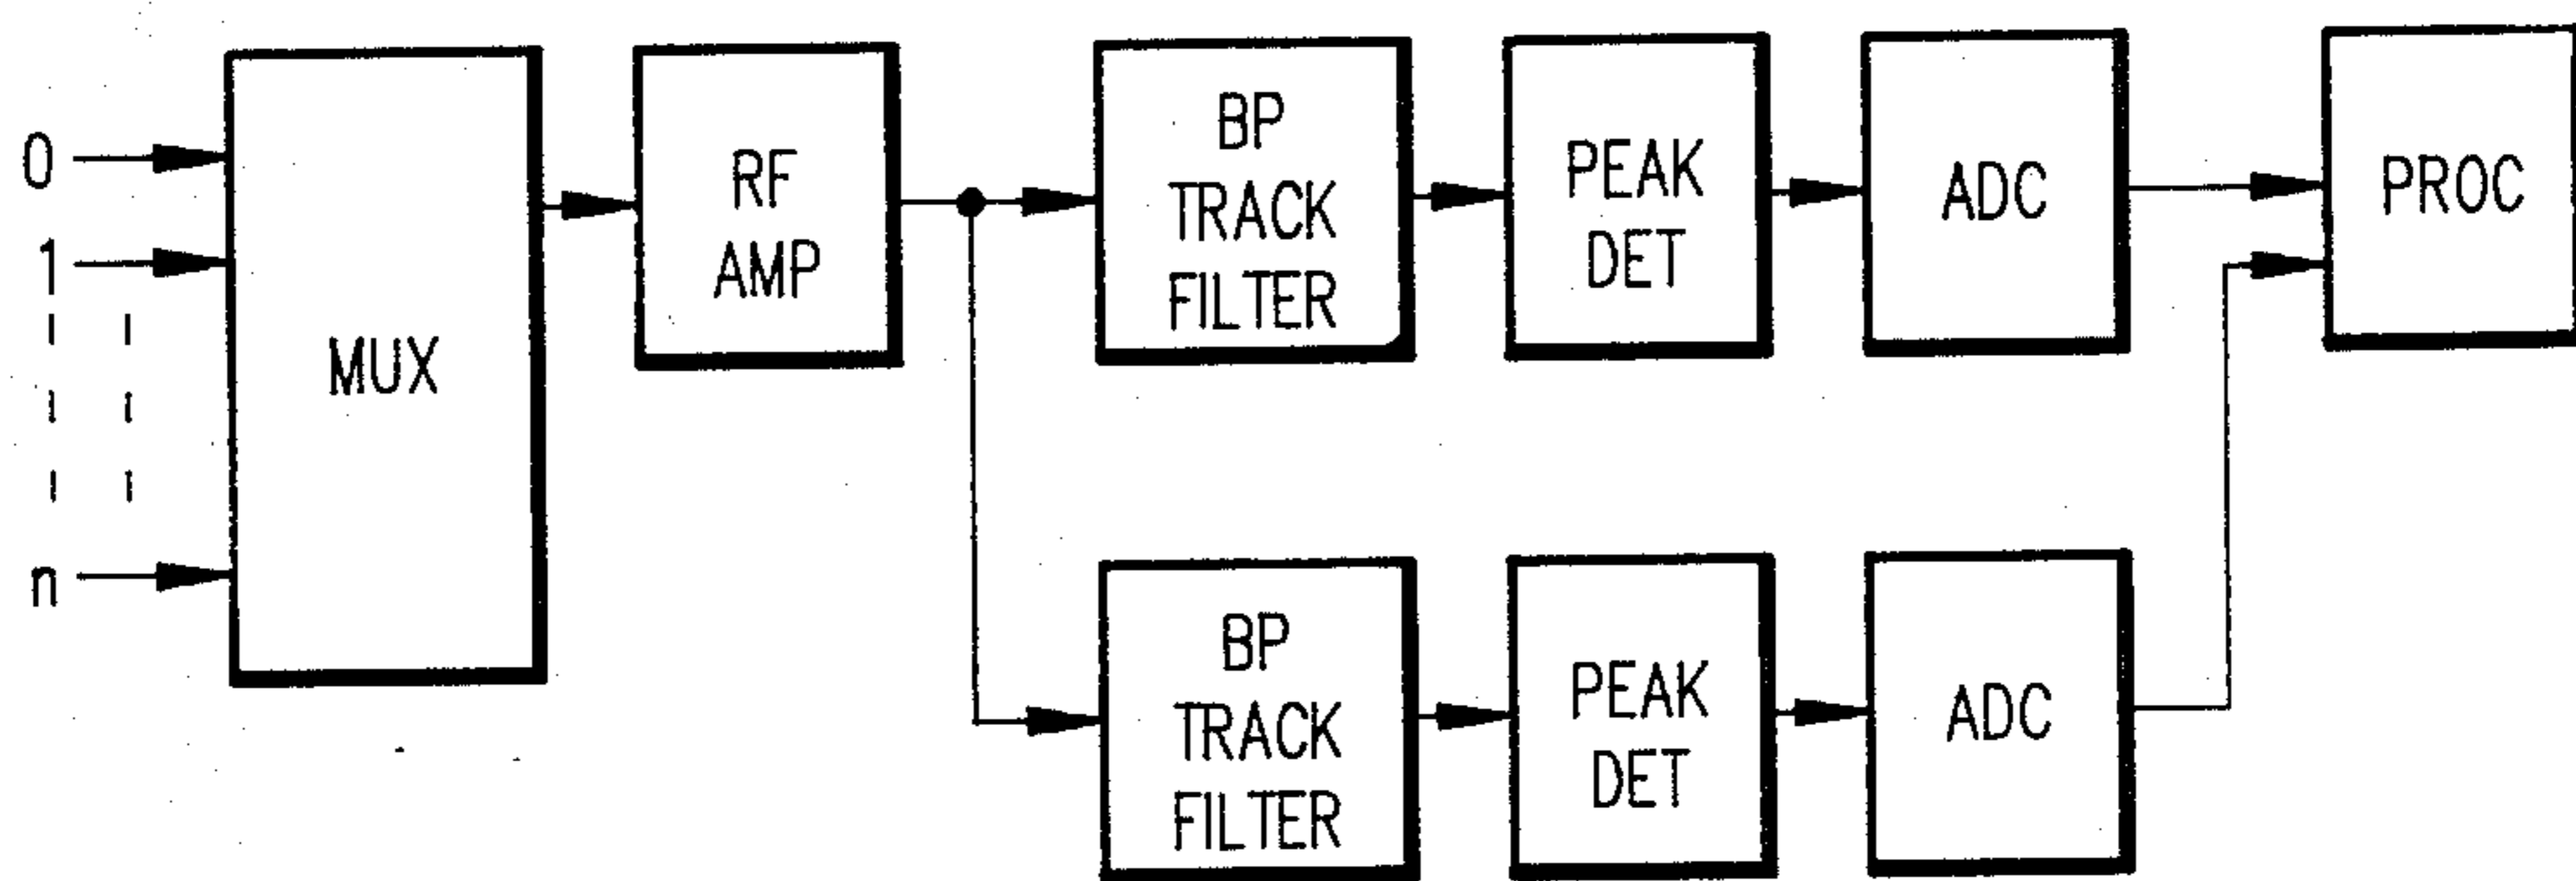 0
1
n
MUX
RF
AMP
BP
TRACK
FILTER
PEAK
DET
ADC
PROC
BP
TRACK
FILTER
PEAK
DET
ADC